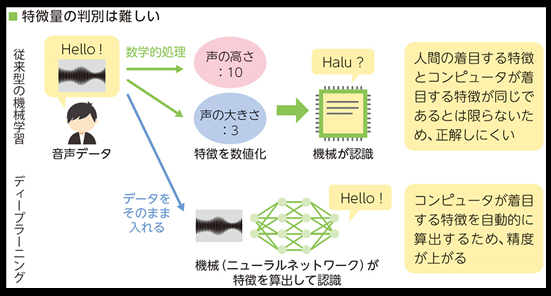 ■ 特徴量の判別は難しい
従来型の機械学習
Hello !
音声データ
数学的処理
声の高さ
：10
声の大きさ
：3
特徴を数値化
Halu ?
機械が認識
人間の着目する特徴
とコンピュータが着
目する特徴が同じで
あるとは限らないた
め、正解しにくい
ディープラーニング
データを
そのまま
入れる
Hello !
機械（ニューラルネットワーク）が
特徴を算出して認識
コンピュータが着目
する特徴を自動的に
算出するため、精度
が上がる